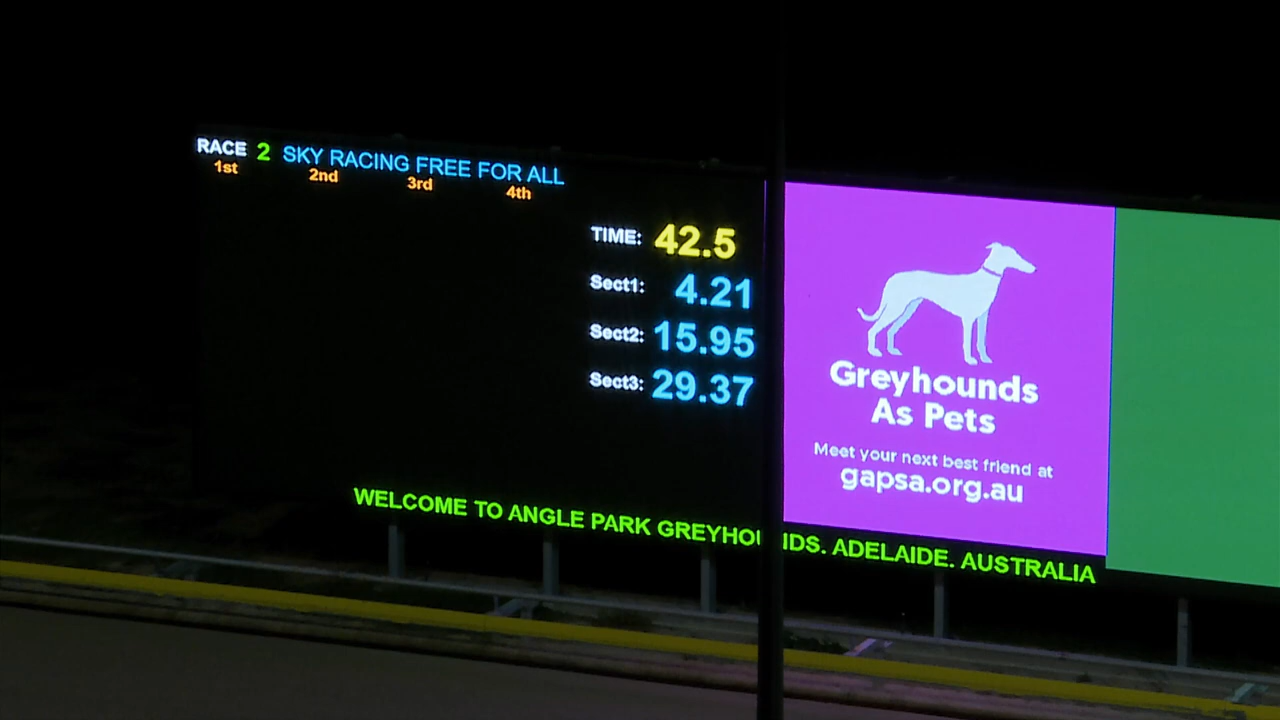 RACE 2 SKY RACING FREE FOR ALL
1st 2nd 3rd 4th
TIME: 42.5
Sect1: 4.21
Sect2: 15.95
Sect3: 29.37
Greyhounds
As Pets
Meet your next best friend at
gapsa.org.au
WELCOME TO ANGLE PARK GREYHOUNDS. ADELAIDE. AUSTRALIA